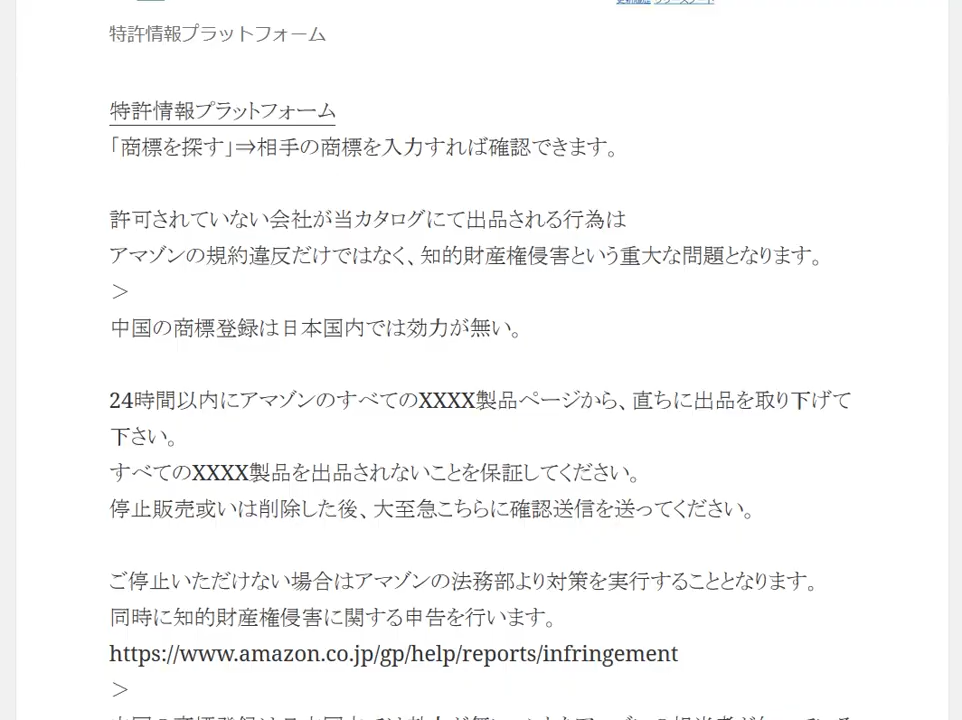 特許情報プラットフォーム
特許情報プラットフォーム
「商標を探す」⇒相手の商標を入力すれば確認できます。
許可されていない会社が当カタログにて出品される行為は
アマゾンの規約違反だけではなく、知的財産権侵害という重大な問題となります。
＞
中国の商標登録は日本国内では効力が無い。
24時間以内にアマゾンのすべてのXXXX製品ページから、直ちに出品を取り下げて
下さい。
すべてのXXXX製品を出品されないことを保証してください。
停止販売或いは削除した後、大至急こちらに確認送信を送ってください。
ご停止いただけない場合はアマゾンの法務部より対策を実行することとなります。
同時に知的財産権侵害に関する申告を行います。
https://www.amazon.co.jp/gp/help/reports/infringement
＞